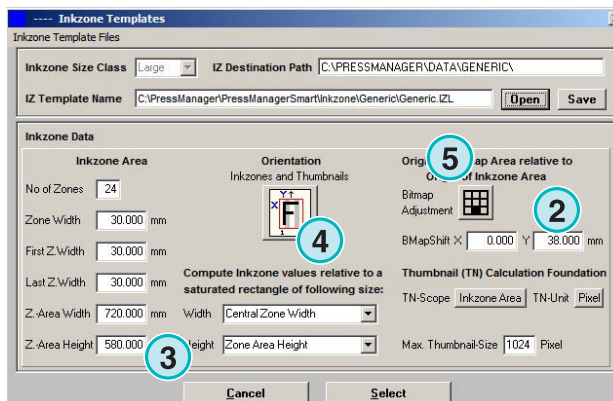 ---- Inkzone Templates
Inkzone Template Files
Inkzone Size Class Large IZ Destination Path C:\PRESSMANAGER\DATA\GENERIC\
IZ Template Name C:\PressManager\PressManagerSmart\Inkzone\Generic\Generic.IZL Open Save
Inkzone Data
Inkzone Area
No of Zones 24
Zone Width 30.000 mm
First Z.Width 30.000 mm
Last Z.Width 30.000 mm
Z.-Area Width 720.000 mm
Z.-Area Height 580.000
3
Orientation
Inkzones and Thumbnails
Y X F 1
4
Compute Inkzone values relative to a
saturated rectangle of following size:
Width Central Zone Width
eight Zone Area Height
5
Area relative to
of Inkzone Area
Bitmap
Adjustment
2
BMapShift X 0.000 Y 38.000 mm
Thumbnail (TN) Calculation Foundation
TN-Scope Inkzone Area TN-Unit Pixel
Max. Thumbnail-Size 1024 Pixel
Cancel Select